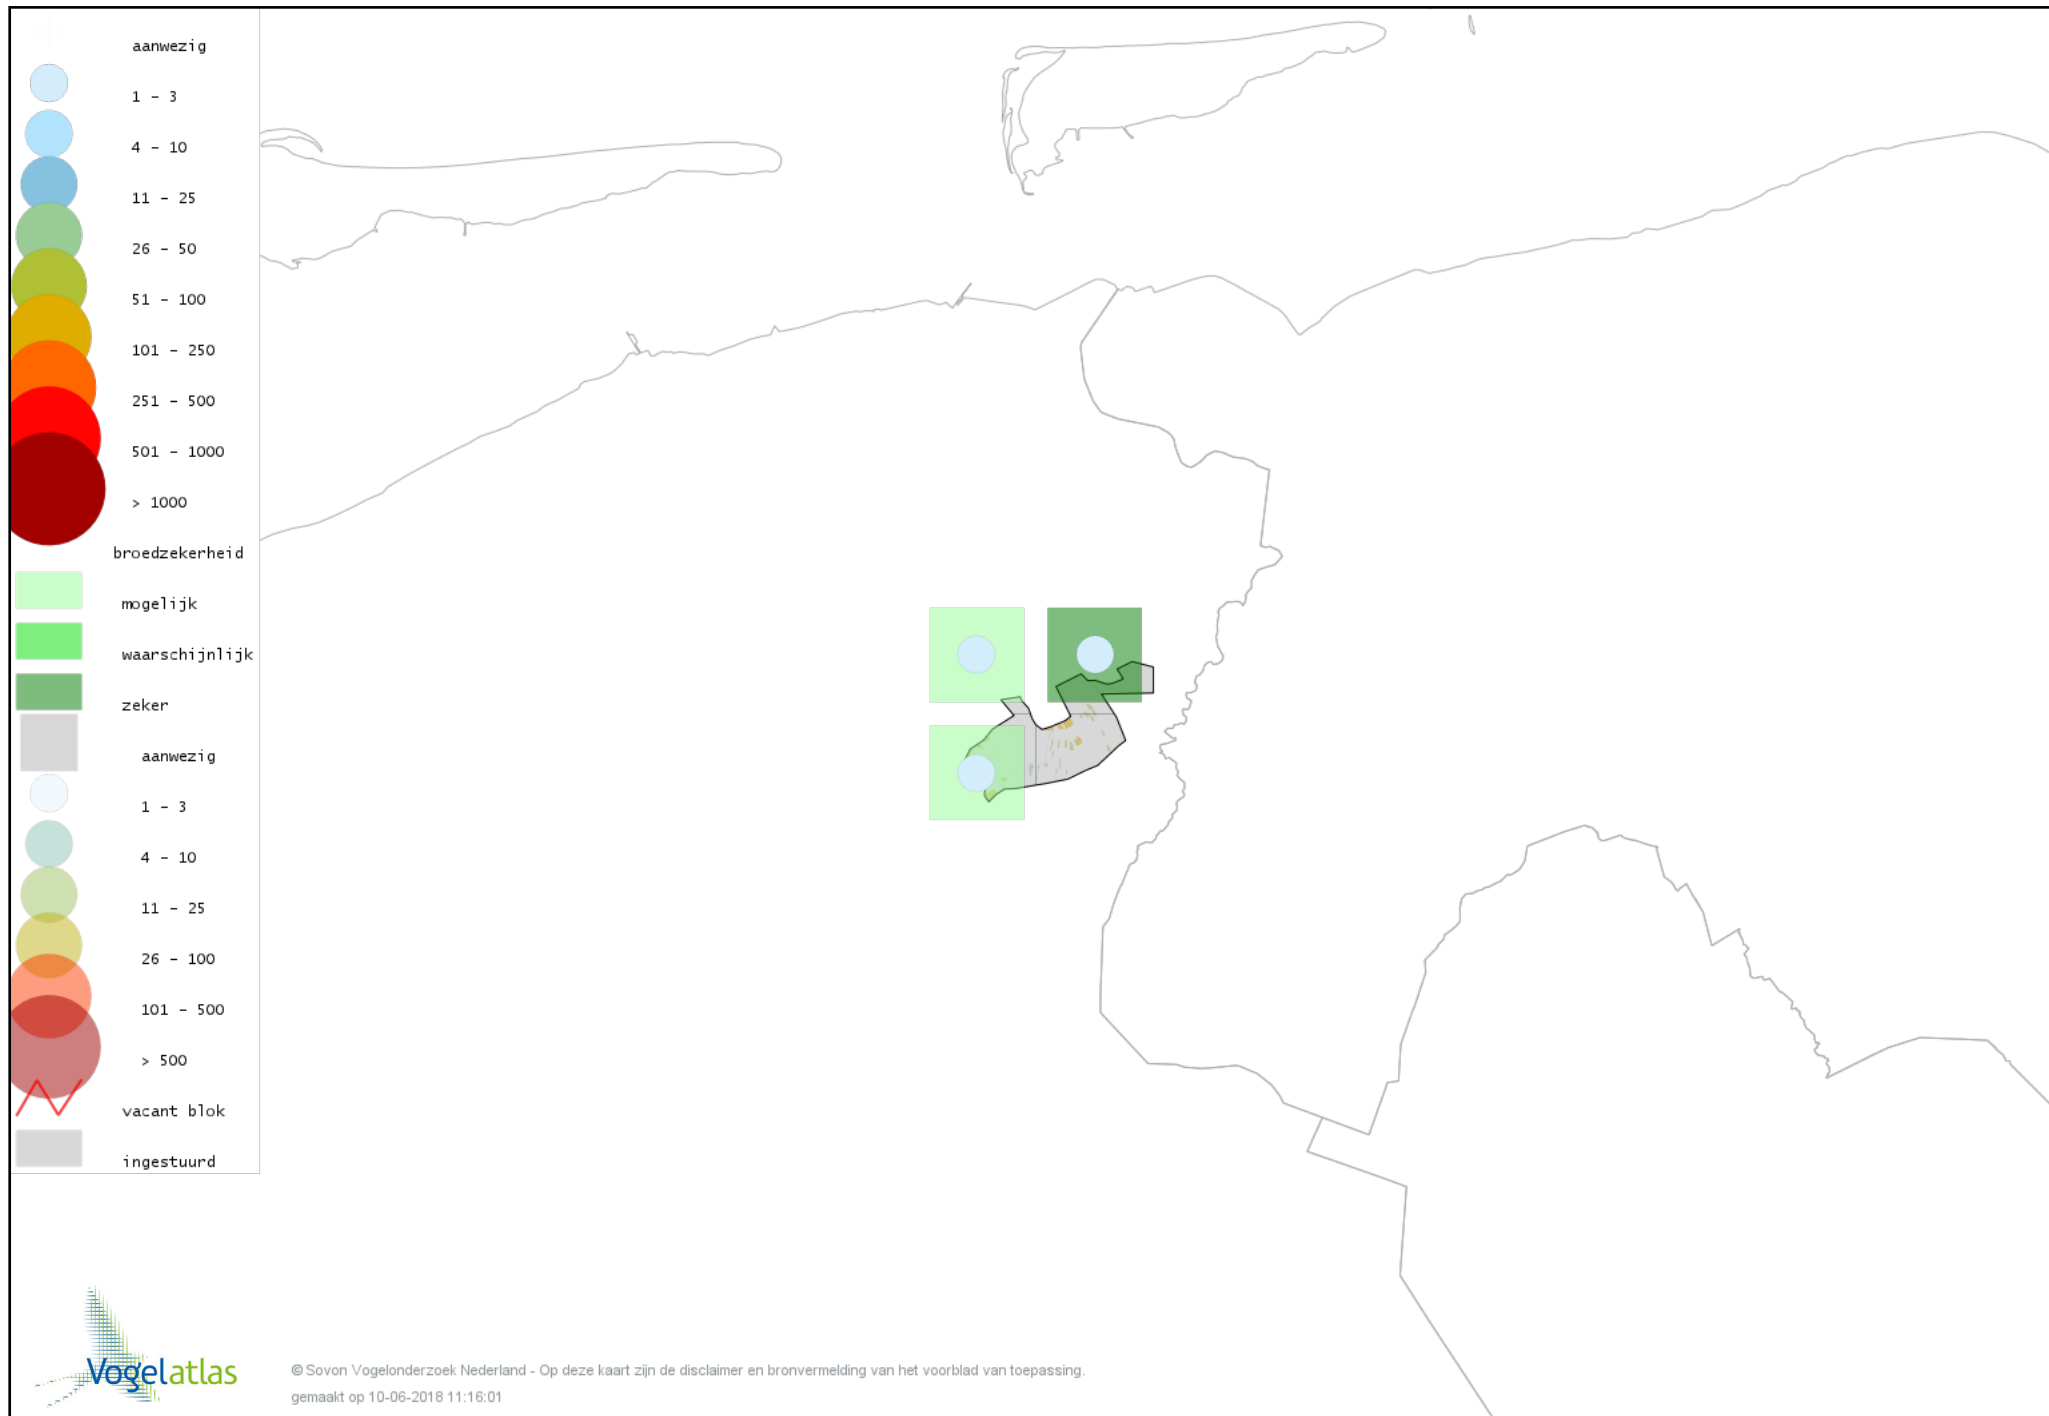 aanwezig
1 - 3
4 - 10
11 - 25
26 - 50
51 - 100
101 - 250
251 - 500
501 - 1000
> 1000
broedzekerheid
mogelijk
waarschijnlijk
zeker
aanwezig
1 - 3
4 - 10
11 - 25
26 - 100
101 - 500
> 500
vacant blok
ingestuurd
Vogelatlas
© Sovon Vogelonderzoek Nederland - Op deze kaart zijn de disclaimer en bronvermelding van het voorblad van toepassing.
gemaakt op 10-06-2018 11:16:01